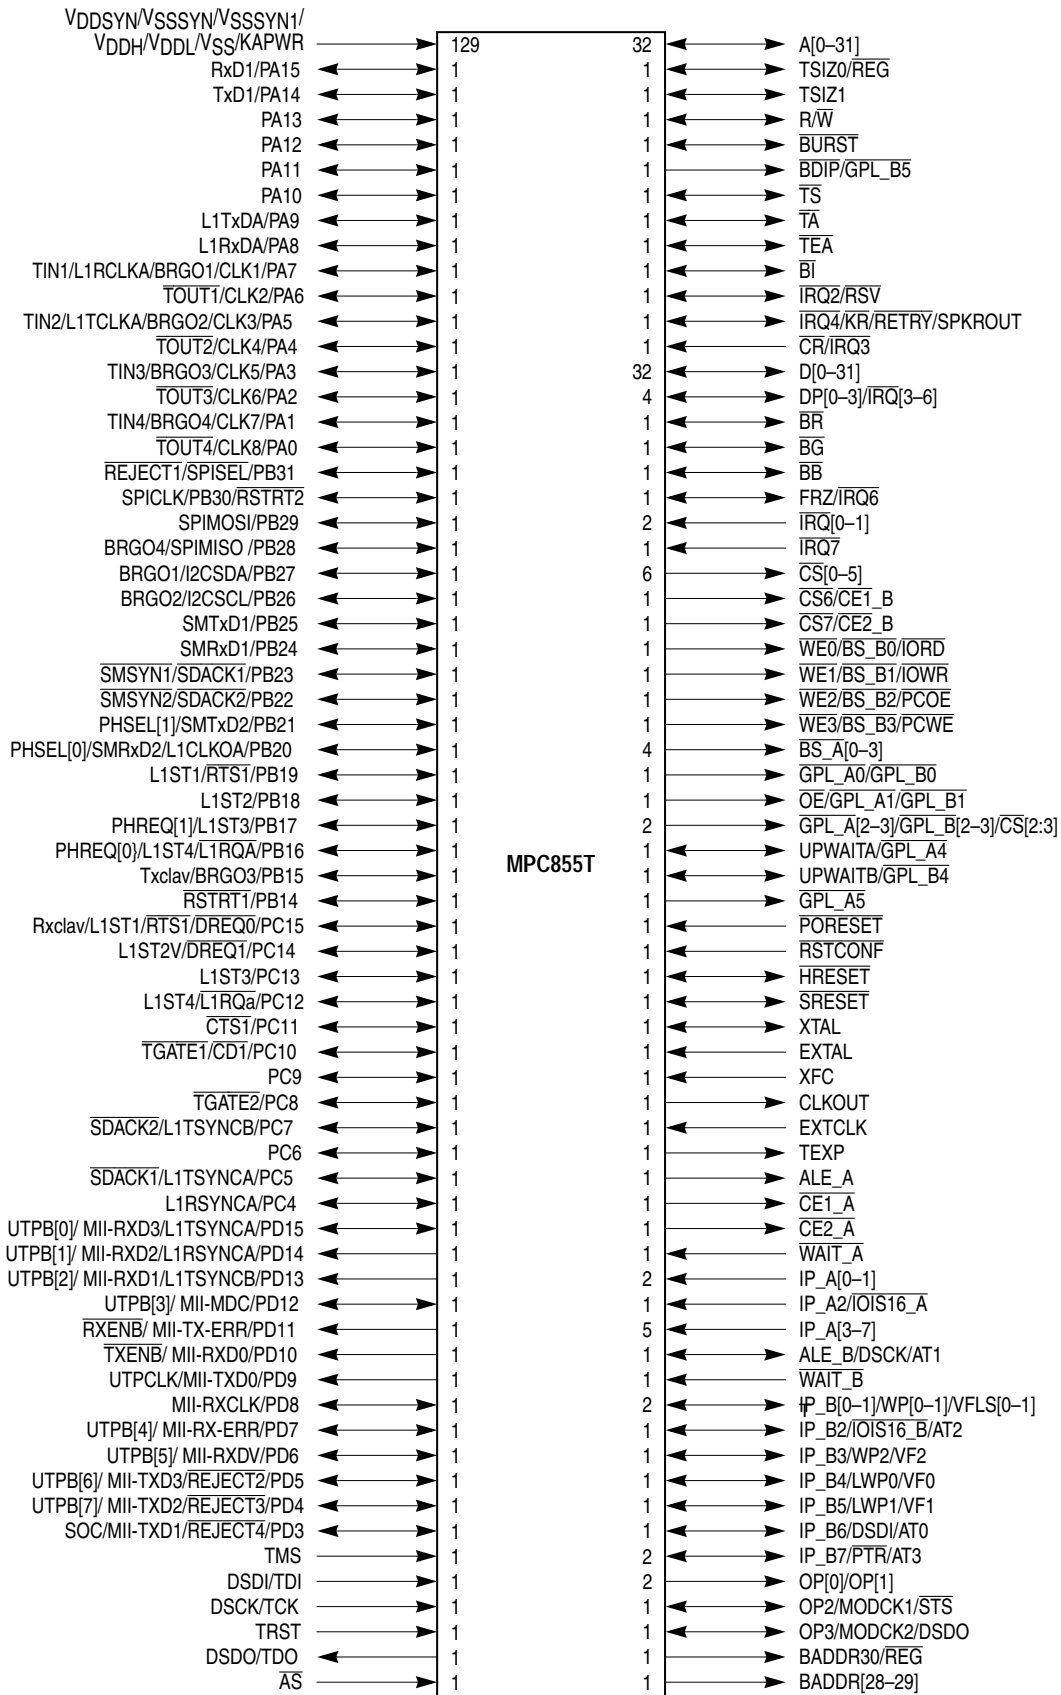 VDDSYN/VSSSYN/VSSSYN1/
VDDH/VDDL/VSS/KAPWR 129 32 A[0–31]
RxD1/PA15 1 1 TSIZ0/REG
TxD1/PA14 1 1 TSIZ1
PA13 1 1 R/W
PA12 1 1 BURST
PA11 1 1 BDIP/GPL_B5
PA10 1 1 TS
L1TxDA/PA9 1 1 TA
L1RxDA/PA8 1 1 TEA
TIN1/L1RCLKA/BRGO1/CLK1/PA7 1 1 BI
TOUT1/CLK2/PA6 1 1 IRQ2/RSV
TIN2/L1TCLKA/BRGO2/CLK3/PA5 1 1 IRQ4/KR/RETRY/SPKROUT
TOUT2/CLK4/PA4 1 1 CR/IRQ3
TIN3/BRGO3/CLK5/PA3 1 32 D[0–31]
TOUT3/CLK6/PA2 1 4 DP[0–3]/IRQ[3–6]
TIN4/BRGO4/CLK7/PA1 1 1 BR
TOUT4/CLK8/PA0 1 1 BG
REJECT1/SPISEL/PB31 1 1 BB
SPICLK/PB30/RSTRT2 1 1 FRZ/IRQ6
SPIMOSI/PB29 1 2 IRQ[0–1]
BRGO4/SPIMISO /PB28 1 1 IRQ7
BRGO1/I2CSDA/PB27 1 6 CS[0–5]
BRGO2/I2CSCL/PB26 1 1 CS6/CE1_B
SMTxD1/PB25 1 1 CS7/CE2_B
SMRxD1/PB24 1 1 WE0/BS_B0/IORD
SMSYN1/SDACK1/PB23 1 1 WE1/BS_B1/IOWR
SMSYN2/SDACK2/PB22 1 1 WE2/BS_B2/PCOE
PHSEL[1]/SMTxD2/PB21 1 1 WE3/BS_B3/PCWE
PHSEL[0]/SMRxD2/L1CLKOA/PB20 1 4 BS_A[0–3]
L1ST1/RTS1/PB19 1 1 GPL_A0/GPL_B0
L1ST2/PB18 1 1 OE/GPL_A1/GPL_B1
PHREQ[1]/L1ST3/PB17 1 2 GPL_A[2–3]/GPL_B[2–3]/CS[2:3]
PHREQ[0}/L1ST4/L1RQA/PB16 1 1 UPWAITA/GPL_A4
MPC855T
Txclav/BRGO3/PB15 1 1 UPWAITB/GPL_B4
RSTRT1/PB14 1 1 GPL_A5
Rxclav/L1ST1/RTS1/DREQ0/PC15 1 1 PORESET
L1ST2V/DREQ1/PC14 1 1 RSTCONF
L1ST3/PC13 1 1 HRESET
L1ST4/L1RQa/PC12 1 1 SRESET
CTS1/PC11 1 1 XTAL
TGATE1/CD1/PC10 1 1 EXTAL
PC9 1 1 XFC
TGATE2/PC8 1 1 CLKOUT
SDACK2/L1TSYNCB/PC7 1 1 EXTCLK
PC6 1 1 TEXP
SDACK1/L1TSYNCA/PC5 1 1 ALE_A
L1RSYNCA/PC4 1 1 CE1_A
UTPB[0]/ MII-RXD3/L1TSYNCA/PD15 1 1 CE2_A
UTPB[1]/ MII-RXD2/L1RSYNCA/PD14 1 1 WAIT_A
UTPB[2]/ MII-RXD1/L1TSYNCB/PD13 1 2 IP_A[0–1]
UTPB[3]/ MII-MDC/PD12 1 1 IP_A2/IOIS16_A
RXENB/ MII-TX-ERR/PD11 1 5 IP_A[3–7]
TXENB/ MII-RXD0/PD10 1 1 ALE_B/DSCK/AT1
UTPCLK/MII-TXD0/PD9 1 1 WAIT_B
MII-RXCLK/PD8 1 2 IP_B[0–1]/WP[0–1]/VFLS[0–1]
UTPB[4]/ MII-RX-ERR/PD7 1 1 IP_B2/IOIS16_B/AT2
UTPB[5]/ MII-RXDV/PD6 1 1 IP_B3/WP2/VF2
UTPB[6]/ MII-TXD3/REJECT2/PD5 1 1 IP_B4/LWP0/VF0
UTPB[7]/ MII-TXD2/REJECT3/PD4 1 1 IP_B5/LWP1/VF1
SOC/MII-TXD1/REJECT4/PD3 1 1 IP_B6/DSDI/AT0
TMS 1 2 IP_B7/PTR/AT3
DSDI/TDI 1 2 OP[0]/OP[1]
DSCK/TCK 1 1 OP2/MODCK1/STS
TRST 1 1 OP3/MODCK2/DSDO
DSDO/TDO 1 1 BADDR30/REG
AS 1 1 BADDR[28–29]